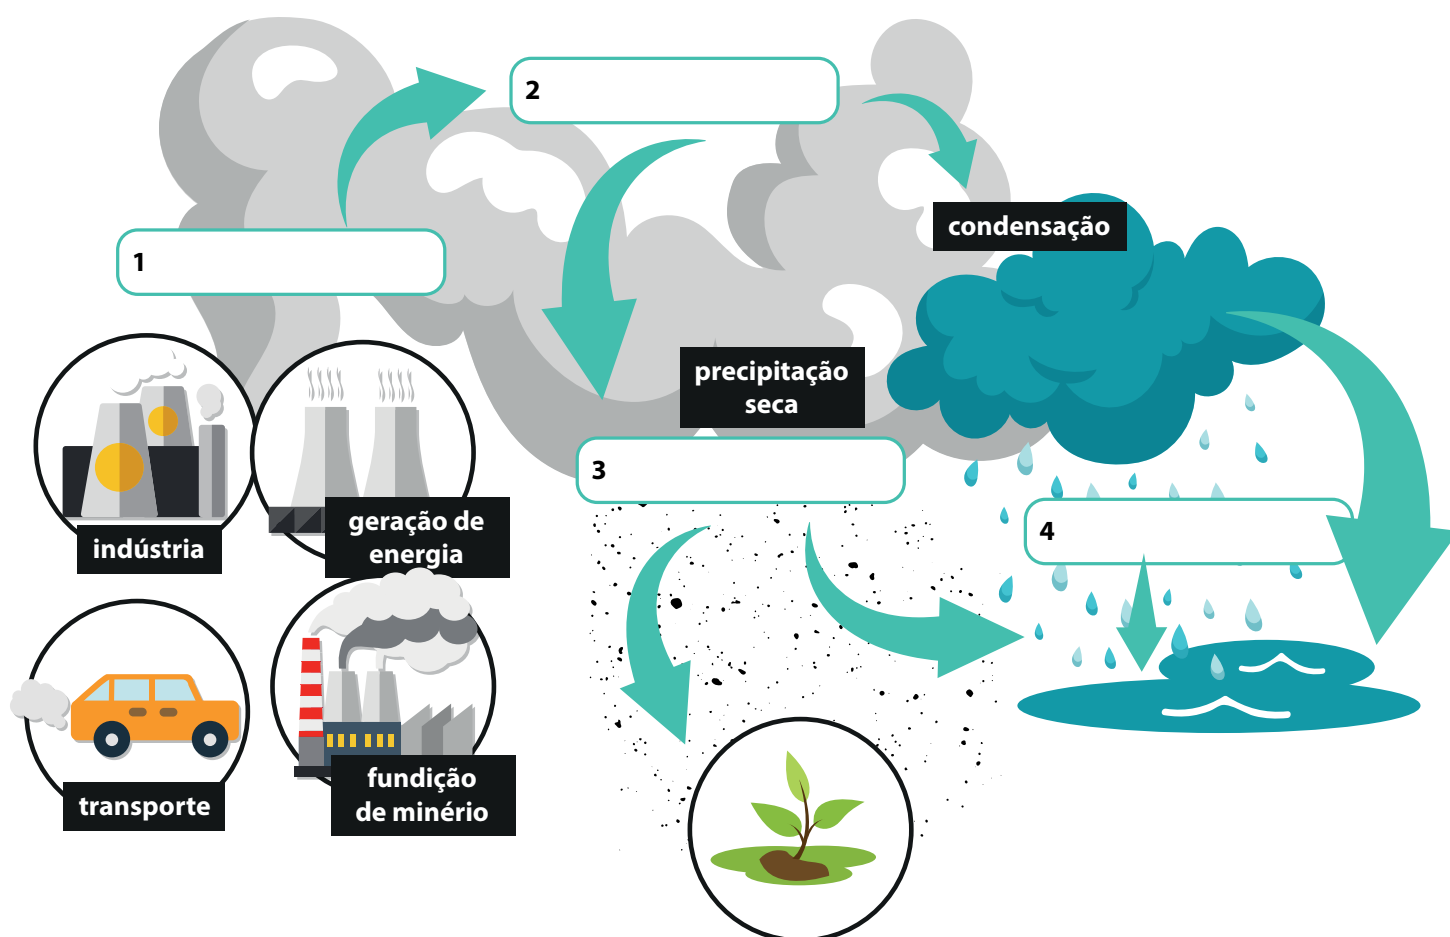 2
1
condensação
precipitação
seca
3
4
indústria
geração de
energia
transporte
fundição
de minério